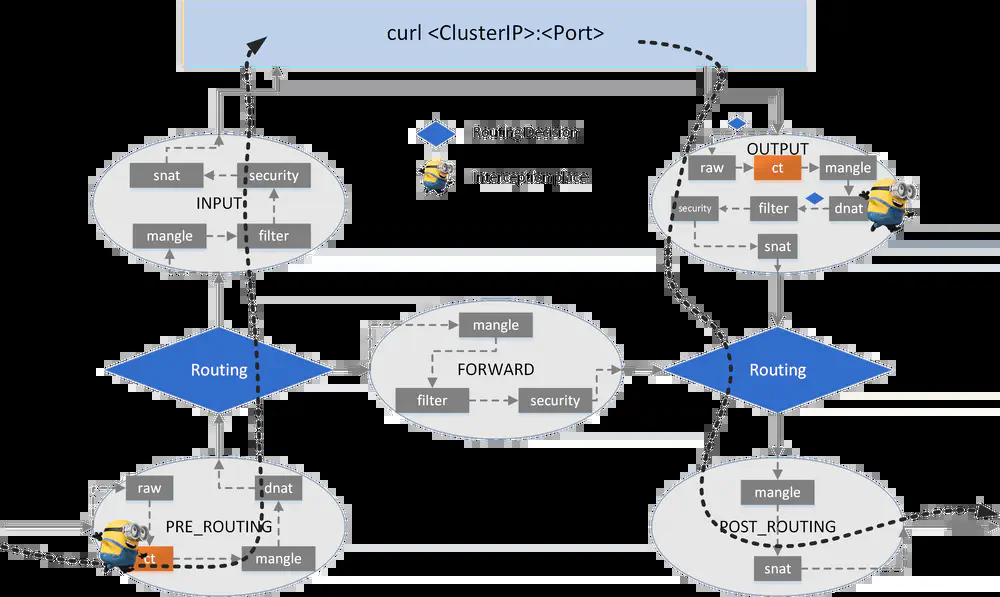 curl <ClusterIP>:<Port>
Routing Decision
Interception place
snat
security
INPUT
mangle
filter
OUTPUT
raw
ct
mangle
security
filter
dnat
snat
Routing
mangle
FORWARD
filter
security
Routing
raw
dnat
PRE_ROUTING
ct
mangle
mangle
POST_ROUTING
snat